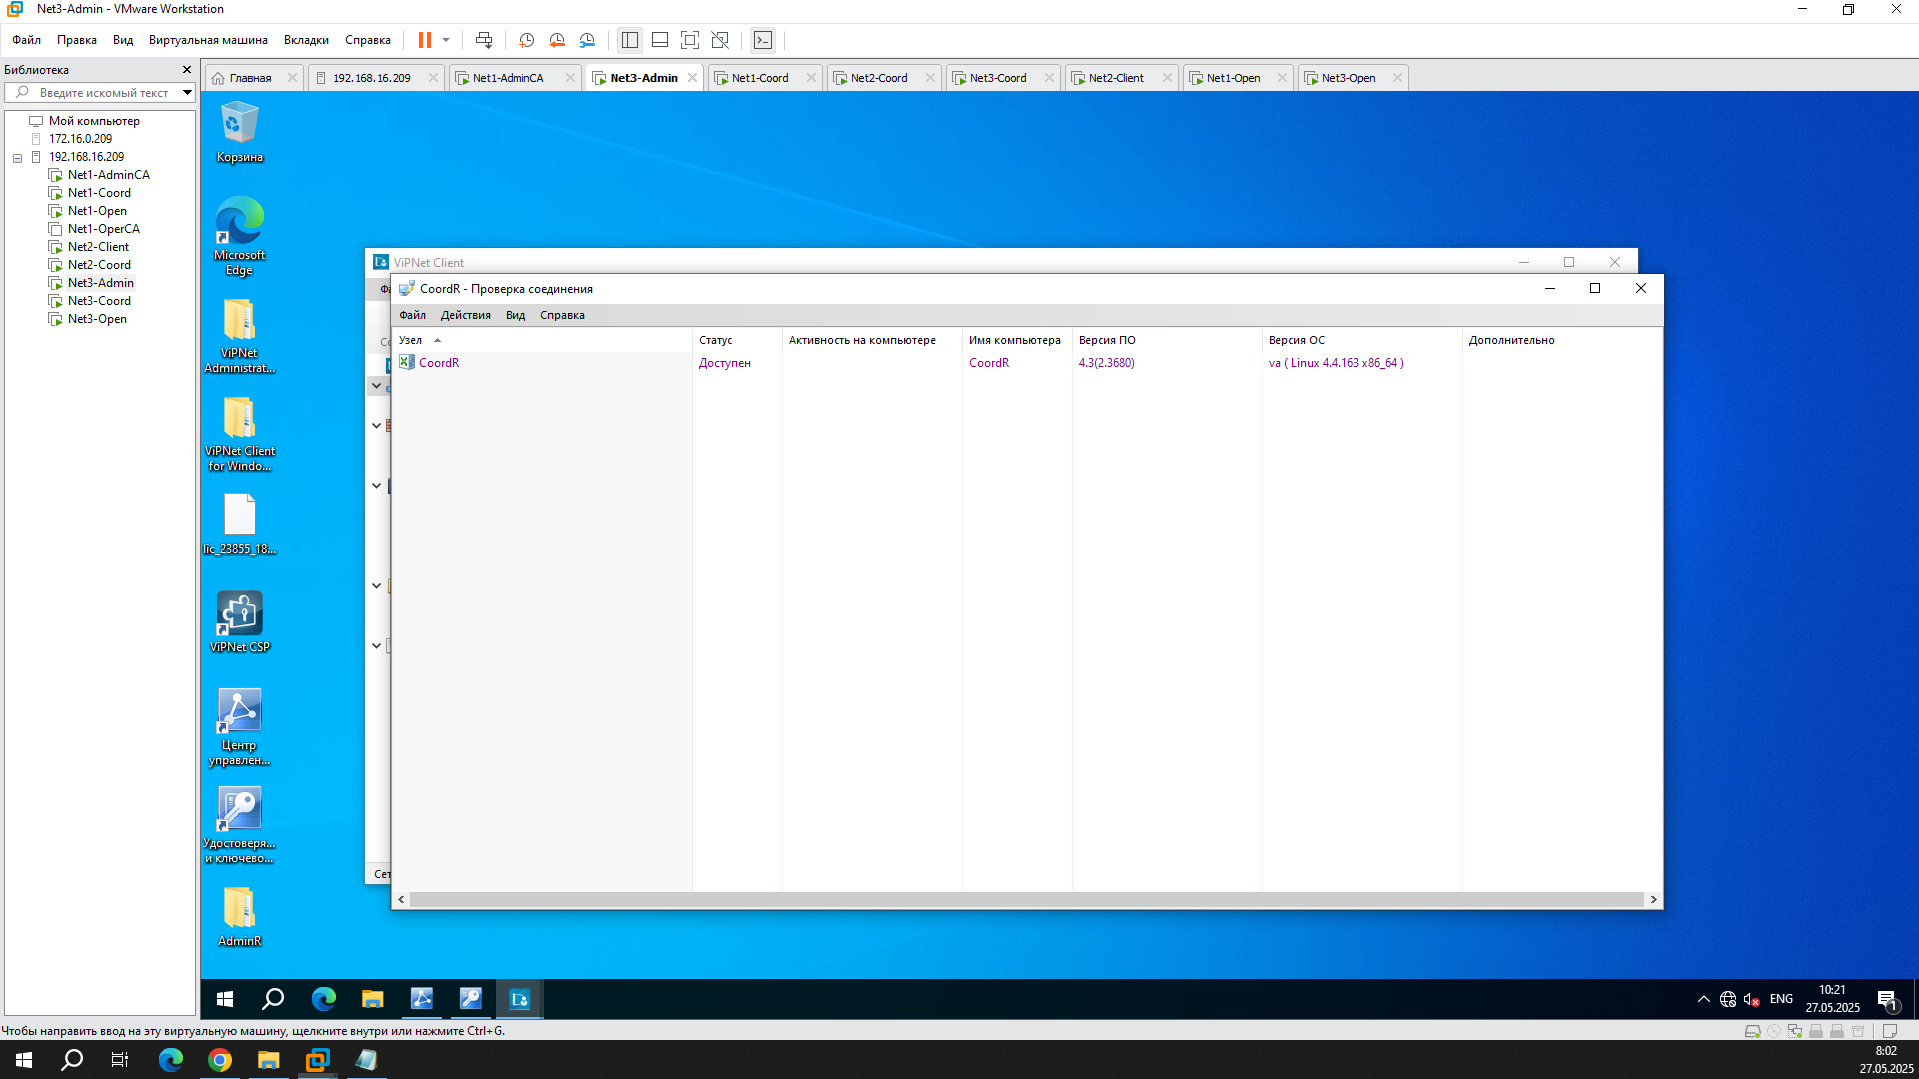 Net3-Admin - VMware Workstation
Файл Правка Вид Виртуальная машина Вкладки Справка
Библиотека
Введите искомый текст
Мой компьютер
172.16.0.209
192.168.16.209
Net1-AdminCA
Net1-Coord
Net1-Open
Net1-OperCA
Net2-Client
Net2-Coord
Net3-Admin
Net3-Coord
Net3-Open
Главная 192.168.16.209 Net1-AdminCA Net3-Admin Net1-Coord Net2-Coord Net3-Coord Net2-Client Net1-Open Net3-Open
Корзина
Microsoft
Edge
ViPNet
Administrat...
ViPNet Client
for Windo...
lic_23855_18...
ViPNet CSP
Центр
управлен...
Удостоверя...
и ключево...
AdminR
ViPNet Client
Сет
CoordR - Проверка соединения
Файл Действия Вид Справка
Узел Статус Активность на компьютере Имя компьютера Версия ПО Версия ОС Дополнительно
CoordR Доступен CoordR 4.3(2.3680) va ( Linux 4.4.163 x86_64 )
ENG
10:21
27.05.2025
1
Чтобы направить ввод на эту виртуальную машину, щелкните внутри или нажмите Ctrl+G.
8:02
27.05.2025